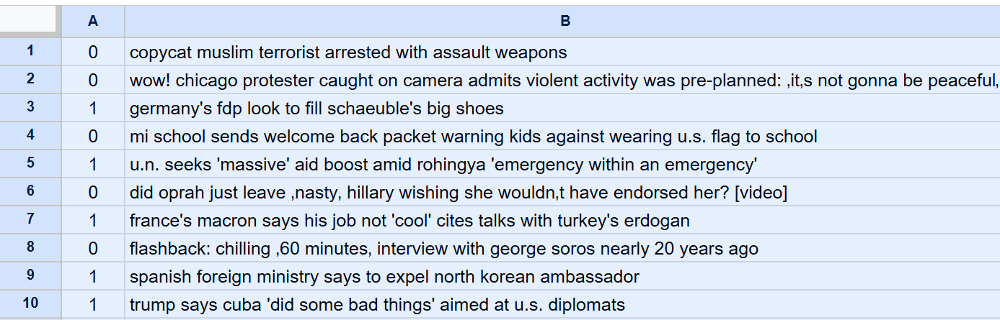 A B
1 0 copycat muslim terrorist arrested with assault weapons
2 0 wow! chicago protester caught on camera admits violent activity was pre-planned: ,it,s not gonna be peaceful,
3 1 germany's fdp look to fill schaeuble's big shoes
4 0 mi school sends welcome back packet warning kids against wearing u.s. flag to school
5 1 u.n. seeks 'massive' aid boost amid rohingya 'emergency within an emergency'
6 0 did oprah just leave ,nasty, hillary wishing she wouldn,t have endorsed her? [video]
7 1 france's macron says his job not 'cool' cites talks with turkey's erdogan
8 0 flashback: chilling ,60 minutes, interview with george soros nearly 20 years ago
9 1 spanish foreign ministry says to expel north korean ambassador
10 1 trump says cuba 'did some bad things' aimed at u.s. diplomats